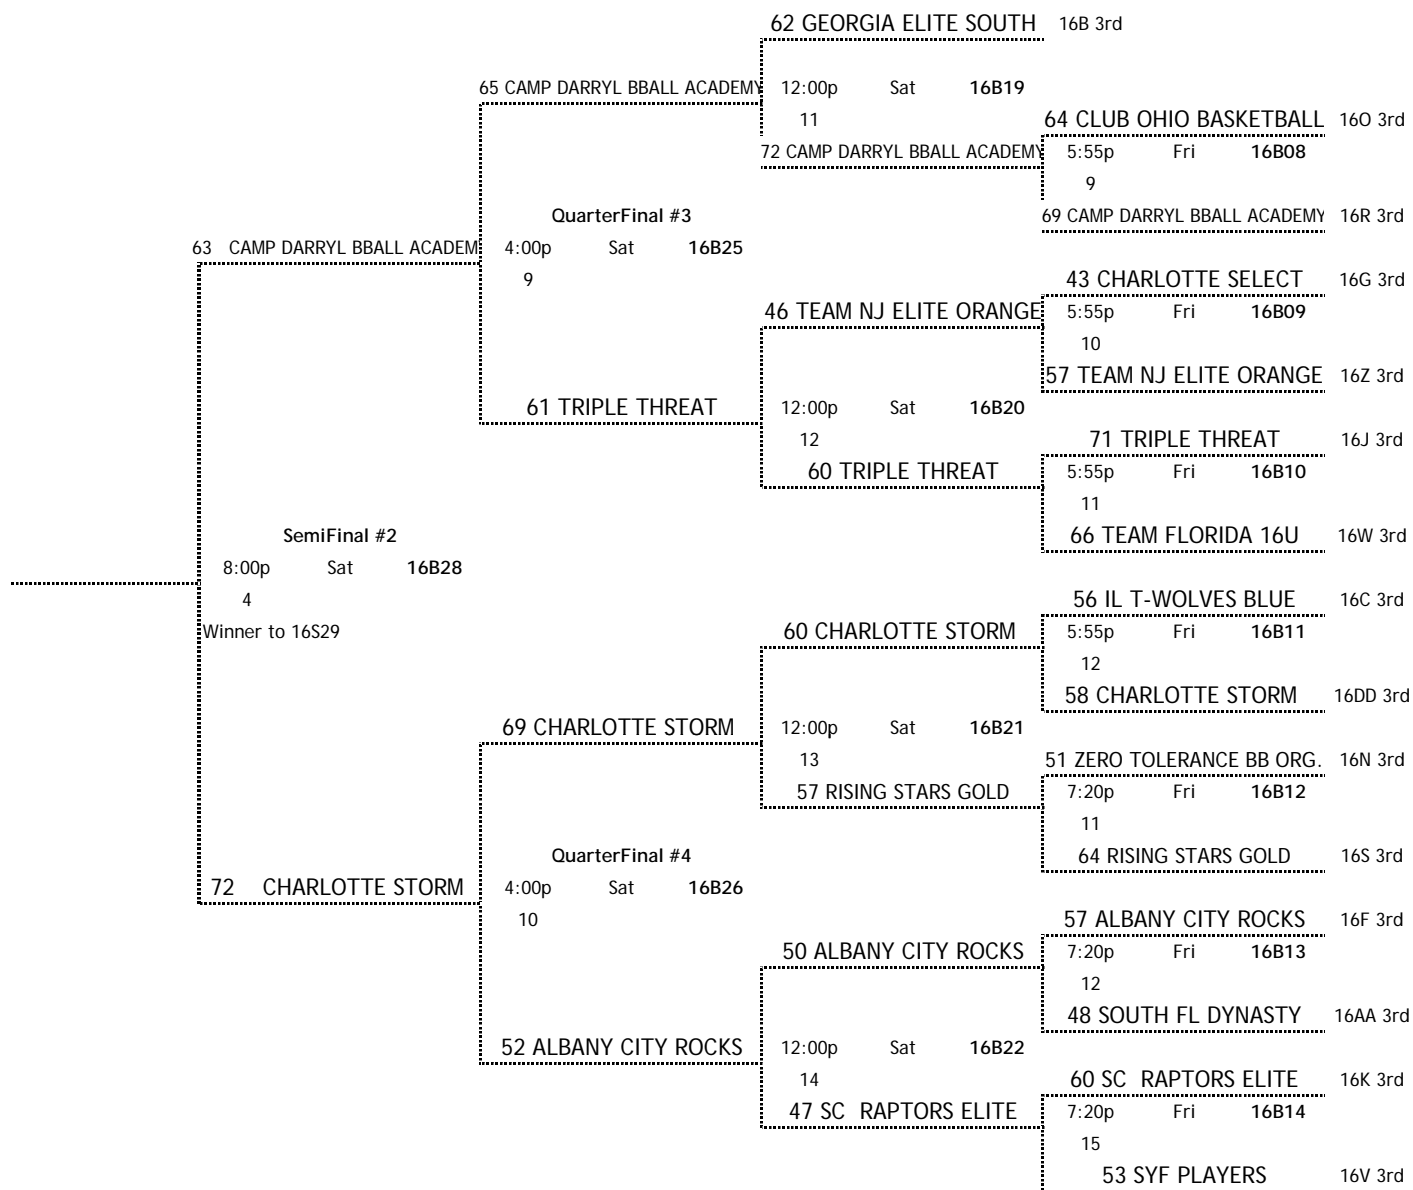 62 GEORGIA ELITE SOUTH 16B 3rd
65 CAMP DARRYL BBALL ACADEMY 12:00p Sat 16B19
11 64 CLUB OHIO BASKETBALL 16O 3rd
72 CAMP DARRYL BBALL ACADEMY 5:55p Fri 16B08
9
QuarterFinal #3 69 CAMP DARRYL BBALL ACADEMY 16R 3rd
63 CAMP DARRYL BBALL ACADEM 4:00p Sat 16B25
9 43 CHARLOTTE SELECT 16G 3rd
46 TEAM NJ ELITE ORANGE 5:55p Fri 16B09
10
57 TEAM NJ ELITE ORANGE 16Z 3rd
61 TRIPLE THREAT 12:00p Sat 16B20
12 71 TRIPLE THREAT 16J 3rd
60 TRIPLE THREAT 5:55p Fri 16B10
11
SemiFinal #2 66 TEAM FLORIDA 16U 16W 3rd
8:00p Sat 16B28
4 56 IL T-WOLVES BLUE 16C 3rd
Winner to 16S29 60 CHARLOTTE STORM 5:55p Fri 16B11
12
58 CHARLOTTE STORM 16DD 3rd
69 CHARLOTTE STORM 12:00p Sat 16B21
13 51 ZERO TOLERANCE BB ORG. 16N 3rd
57 RISING STARS GOLD 7:20p Fri 16B12
11
QuarterFinal #4 64 RISING STARS GOLD 16S 3rd
72 CHARLOTTE STORM 4:00p Sat 16B26
10 57 ALBANY CITY ROCKS 16F 3rd
50 ALBANY CITY ROCKS 7:20p Fri 16B13
12
48 SOUTH FL DYNASTY 16AA 3rd
52 ALBANY CITY ROCKS 12:00p Sat 16B22
14 60 SC RAPTORS ELITE 16K 3rd
47 SC RAPTORS ELITE 7:20p Fri 16B14
15
53 SYF PLAYERS 16V 3rd